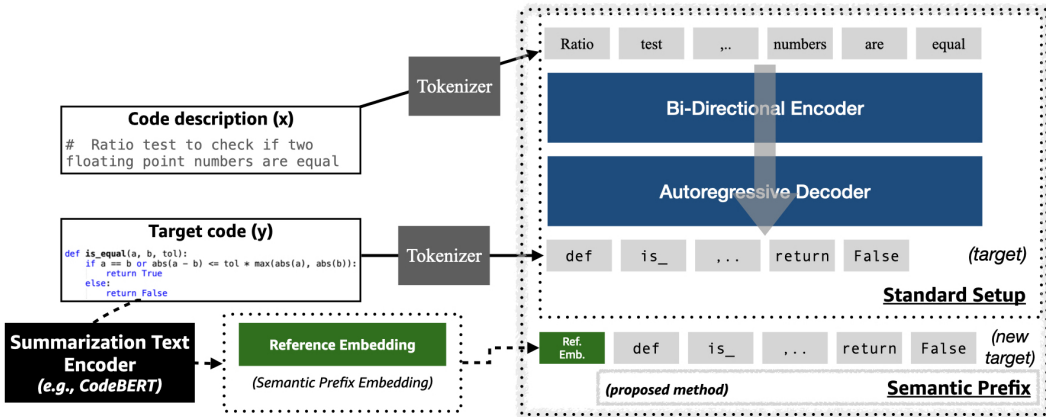 Ratio test ,.. numbers are equal
Tokenizer
Bi-Directional Encoder
Code description (x)
# Ratio test to check if two
floating point numbers are equal
Autoregressive Decoder
Target code (y)
def is_equal(a, b, tol):
if a == b or abs(a - b) <= tol * max(abs(a), abs(b)):
return True
else:
return False
Tokenizer
def is_ ,.. return False (target)
Standard Setup
Summarization Text
Encoder
(e.g., CodeBERT)
Reference Embedding
(Semantic Prefix Embedding)
Ref.
Emb.
def is_ ,.. return False
(new
target)
(proposed method) Semantic Prefix